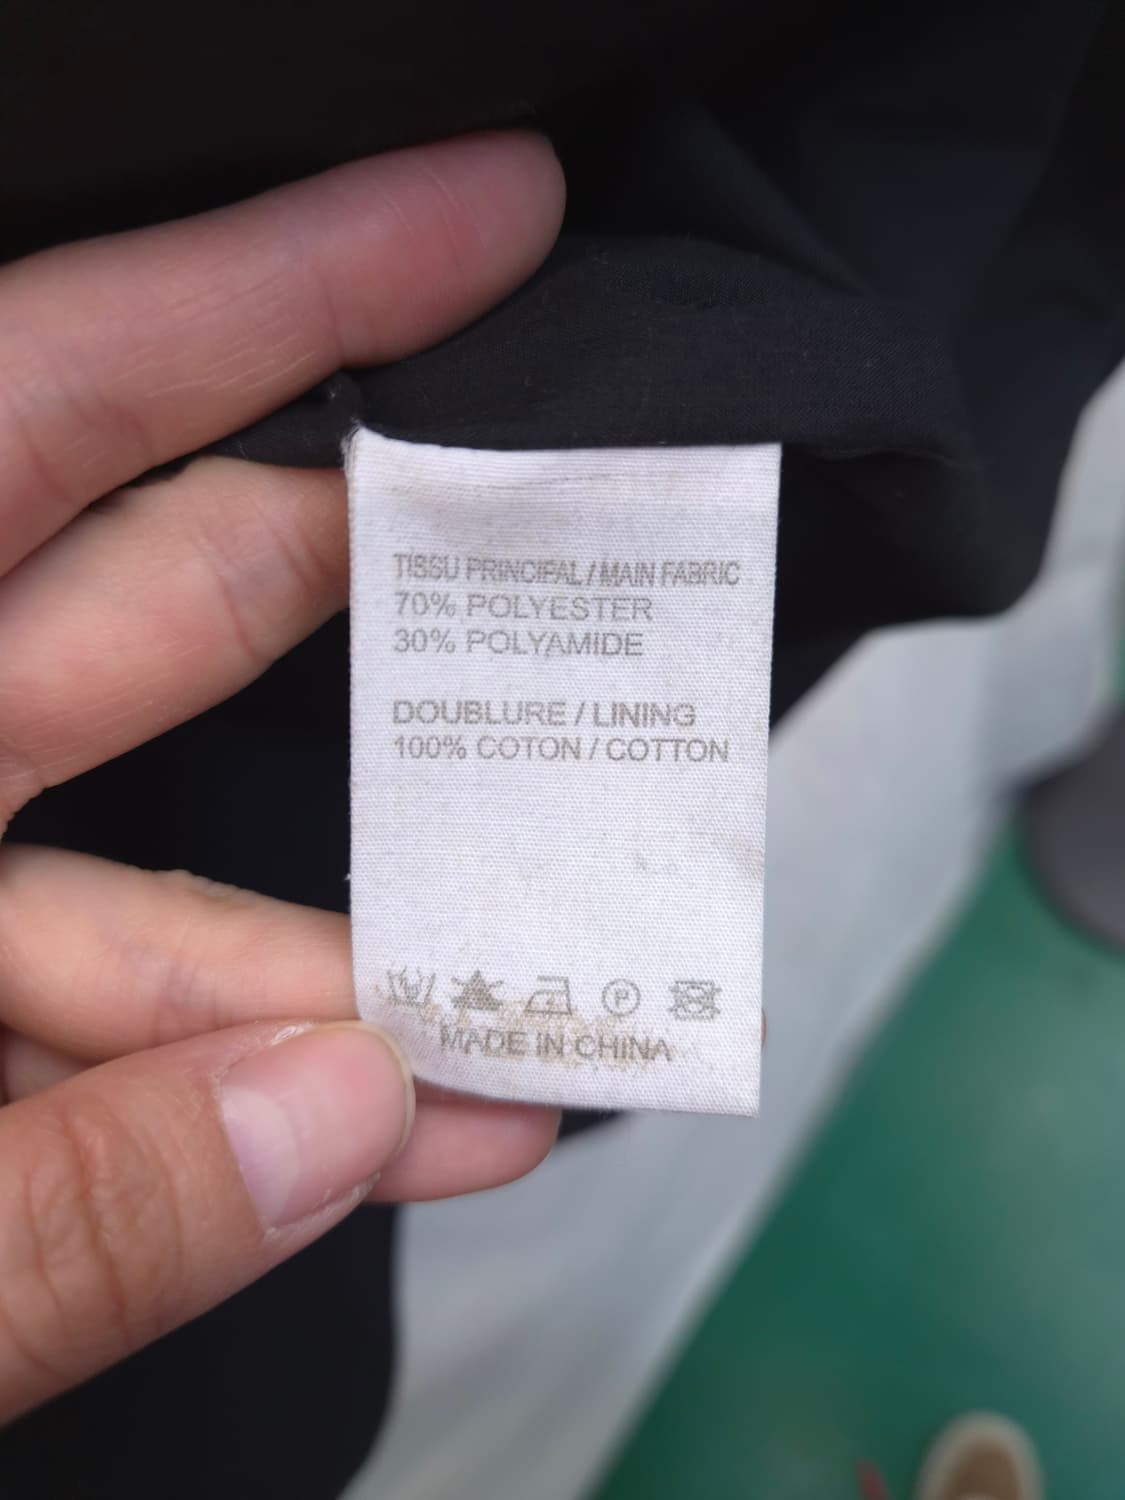 TISSU PRINCIPAL / MAIN FABRIC
70% POLYESTER
30% POLYAMIDE
DOUBLURE / LINING
100% COTON / COTTON
P
MADE IN CHINA